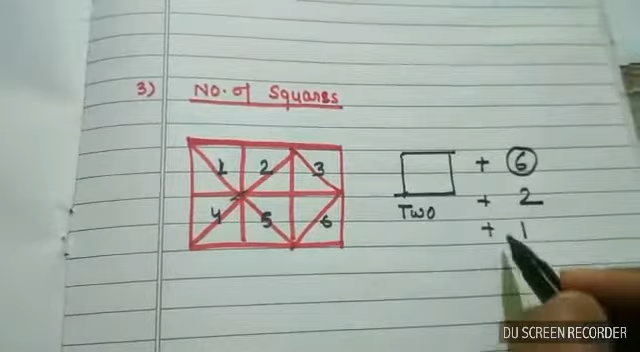 3) No. of Squares
1 2 3
4 5 6
Two
+ 6
+ 2
+ 1
DU SCREEN RECORDER